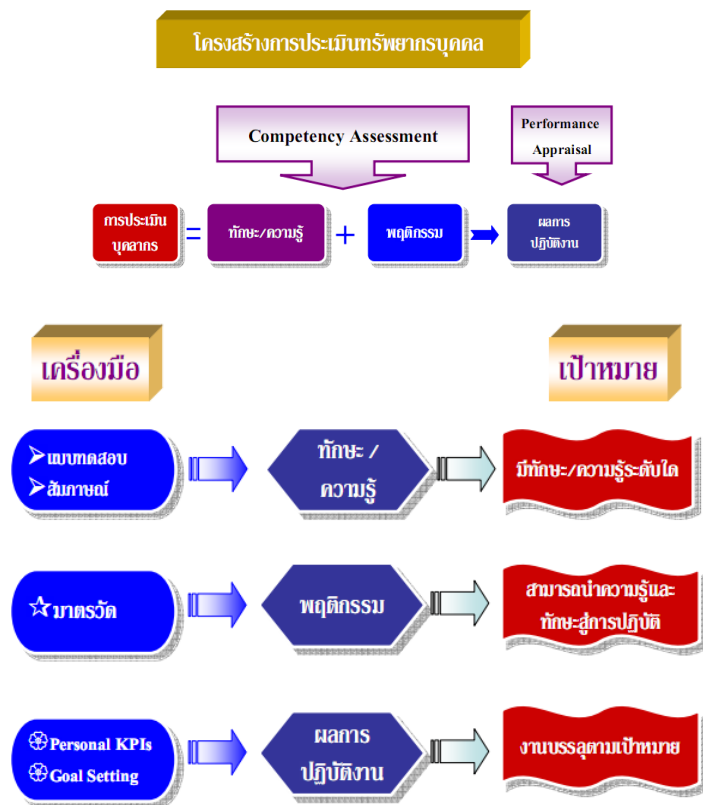 โครงสร้างการประเมินทรัพยากรบุคคล
Competency Assessment
Performance
Appraisal
การประเมิน
บุคลากร
=
ทักษะ/ความรู้
+
พฤติกรรม
ผลการ
ปฏิบัติงาน
เครื่องมือ
เป้าหมาย
แบบทดสอบ
สัมภาษณ์
ทักษะ /
ความรู้
มีทักษะ/ความรู้ระดับใด
มาตรวัด
พฤติกรรม
สามารถนำความรู้และ
ทักษะสู่การปฏิบัติ
Personal KPIs
Goal Setting
ผลการ
ปฏิบัติงาน
งานบรรลุตามเป้าหมาย